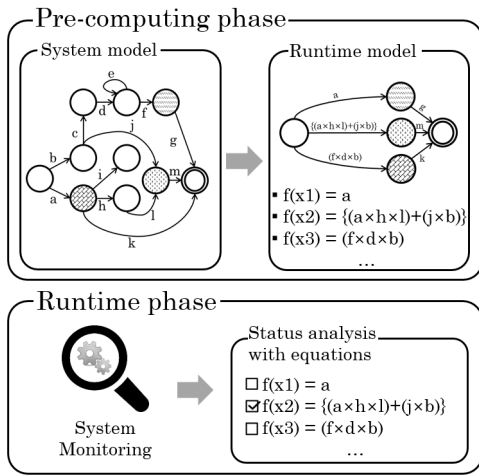 Pre-computing phase
System model
e
d
f
c
j
g
b
i
m
a
h
l
k
Runtime model
a
g
{(a×h×l)+(j×b)}
m
(f×d×b)
k
▪ f(x1) = a
▪ f(x2) = {(a×h×l)+(j×b)}
▪ f(x3) = (f×d×b)
...
Runtime phase
System
Monitoring
Status analysis
with equations
☐ f(x1) = a
☑ f(x2) = {(a×h×l)+(j×b)}
☐ f(x3) = (f×d×b)
...